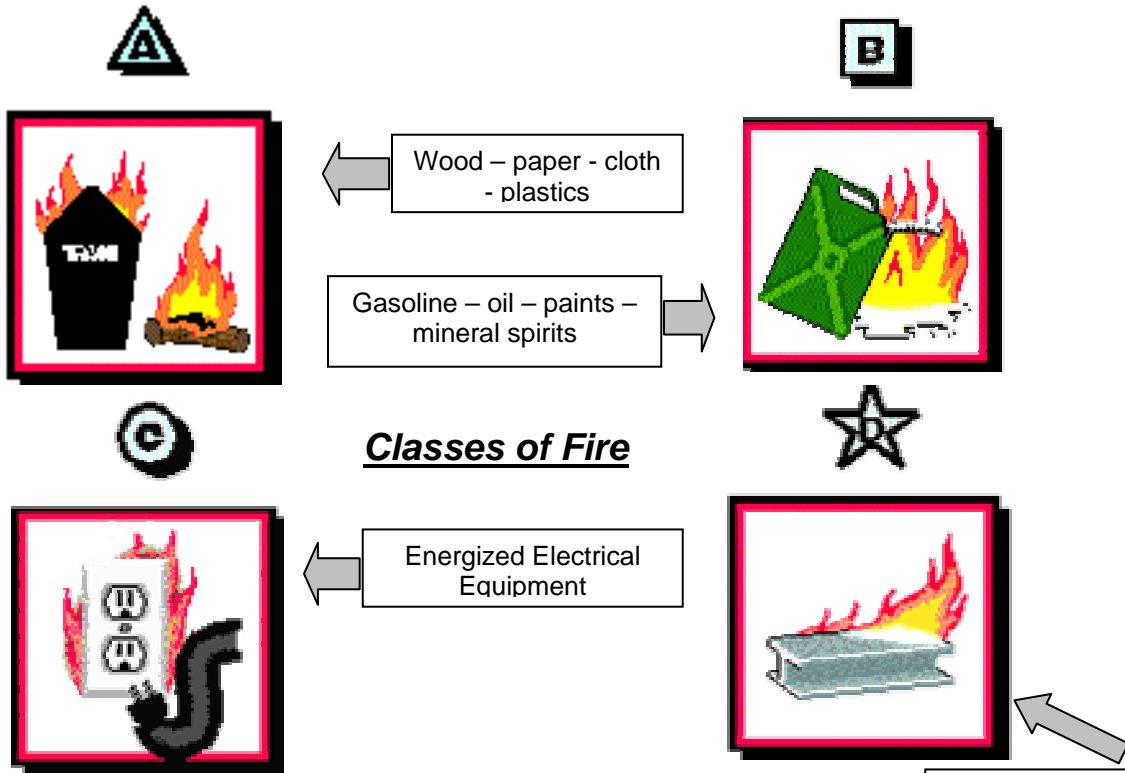 A
B
Wood – paper - cloth
- plastics
Gasoline – oil – paints –
mineral spirits
C
D
Classes of Fire
Energized Electrical
Equipment